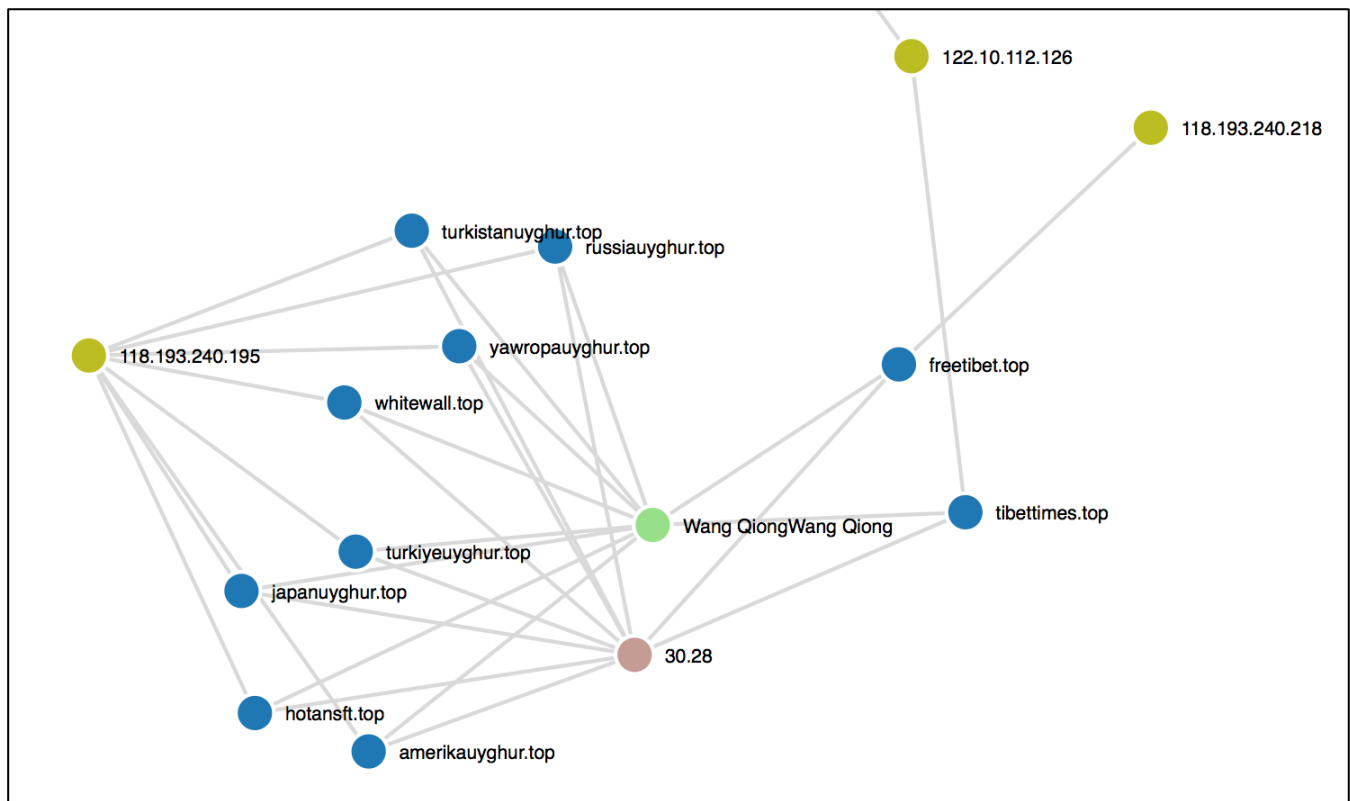 122.10.112.126
118.193.240.218
turkistanuyghur.top
russiauyghur.top
118.193.240.195
yawropauyghur.top
freetibet.top
whitewall.top
Wang QiongWang Qiong
tibettimes.top
turkiyeuyghur.top
japanuyghur.top
30.28
hotansft.top
amerikauyghur.top